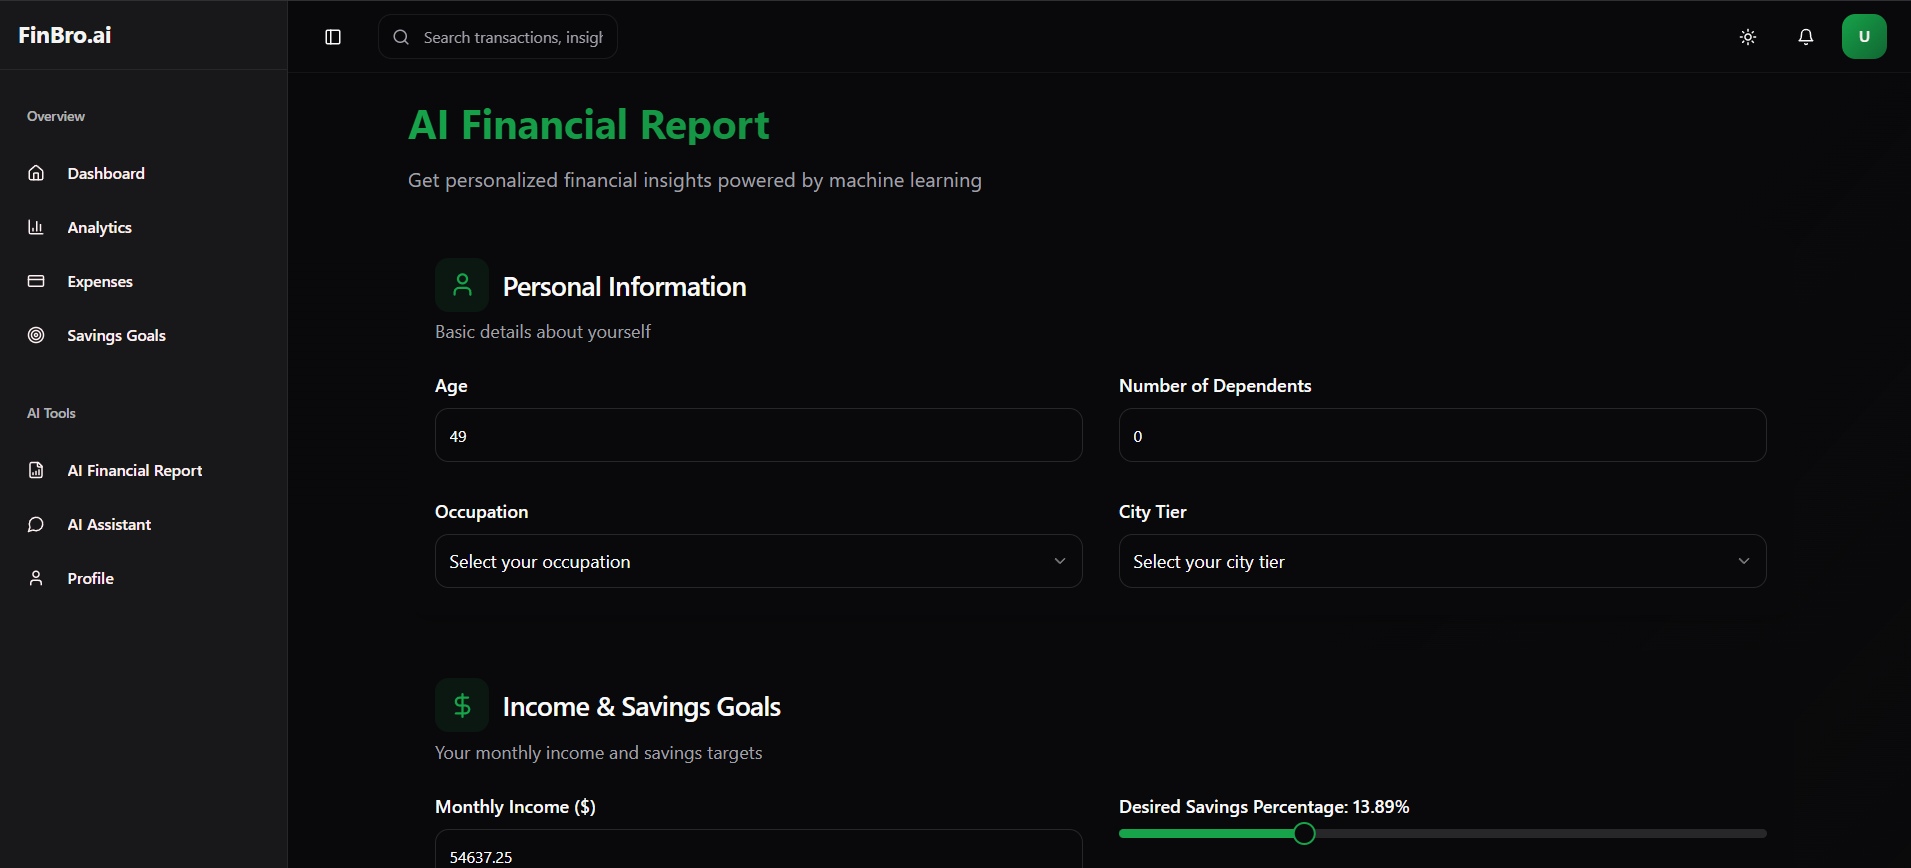 FinBro.ai
Search transactions, insigh
U
Overview
Dashboard
Analytics
Expenses
Savings Goals
AI Tools
AI Financial Report
AI Assistant
Profile
AI Financial Report
Get personalized financial insights powered by machine learning
Personal Information
Basic details about yourself
Age
49
Number of Dependents
0
Occupation
Select your occupation
City Tier
Select your city tier
Income & Savings Goals
Your monthly income and savings targets
Monthly Income ($)
54637.25
Desired Savings Percentage: 13.89%